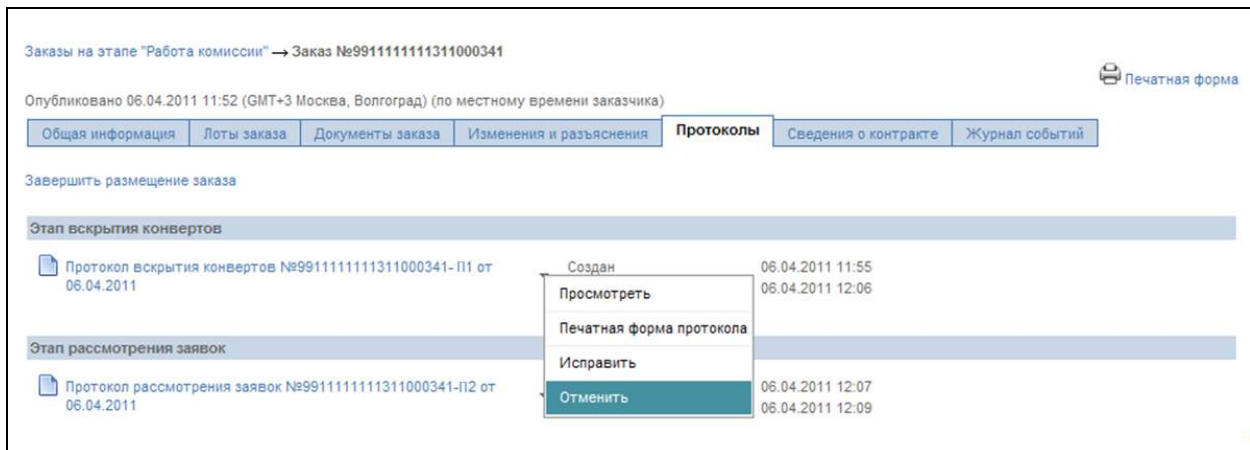 Заказы на этапе "Работа комиссии" → Заказ №9911111111311000341
Печатная форма
Опубликовано 06.04.2011 11:52 (GMT+3 Москва, Волгоград) (по местному времени заказчика)
Общая информация Лоты заказа Документы заказа Изменения и разъяснения Протоколы Сведения о контракте Журнал событий
Завершить размещение заказа
Этап вскрытия конвертов
Протокол вскрытия конвертов №9911111111311000341-П1 от Создан 06.04.2011 11:55
06.04.2011 06.04.2011 12:06
Просмотреть
Печатная форма протокола
Исправить
Отменить
Этап рассмотрения заявок
Протокол рассмотрения заявок №9911111111311000341-П2 от 06.04.2011 12:07
06.04.2011 06.04.2011 12:09